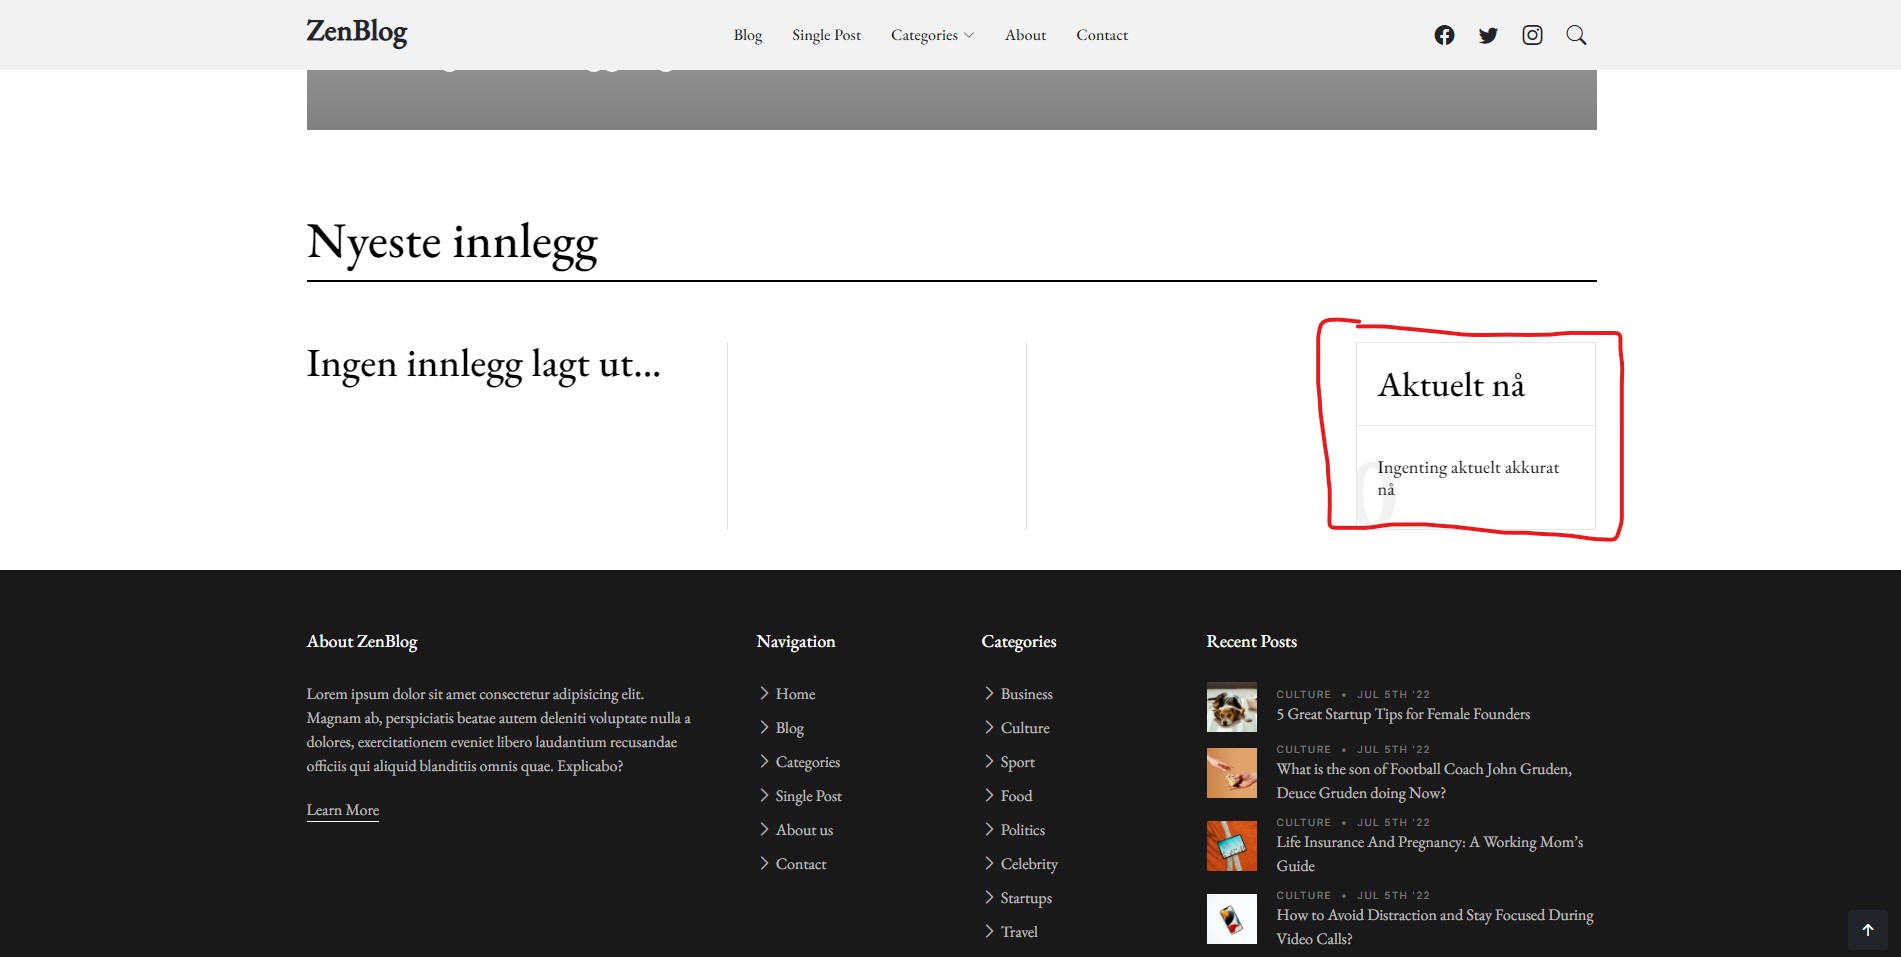 ZenBlog
Blog
Single Post
Categories
About
Contact
Nyeste innlegg
Ingen innlegg lagt ut...
Aktuelt nå
0
Ingenting aktuelt akkurat
nå
About ZenBlog
Lorem ipsum dolor sit amet consectetur adipisicing elit.
Magnam ab, perspiciatis beatae autem deleniti voluptate nulla a
dolores, exercitationem eveniet libero laudantium recusandae
officiis qui aliquid blanditiis omnis quae. Explicabo?
Learn More
Navigation
Home
Blog
Categories
Single Post
About us
Contact
Categories
Business
Culture
Sport
Food
Politics
Celebrity
Startups
Travel
Recent Posts
CULTURE • JUL 5TH '22
5 Great Startup Tips for Female Founders
CULTURE • JUL 5TH '22
What is the son of Football Coach John Gruden,
Deuce Gruden doing Now?
CULTURE • JUL 5TH '22
Life Insurance And Pregnancy: A Working Mom's
Guide
CULTURE • JUL 5TH '22
How to Avoid Distraction and Stay Focused During
Video Calls?